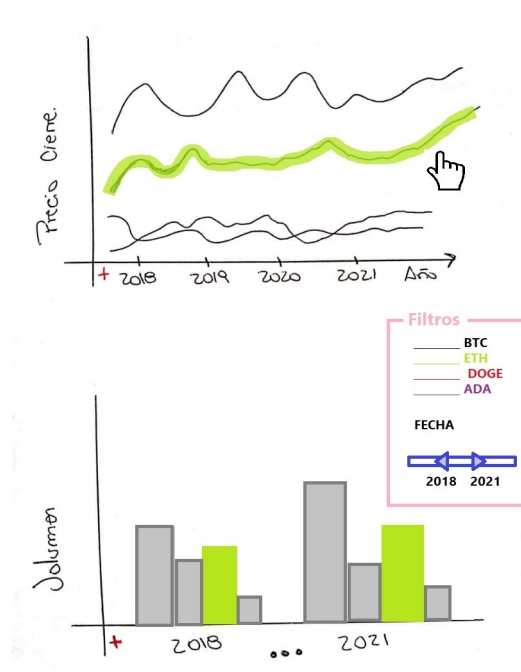 Precio Cierre.
+ 2018 2019 2020 2021 Año
Filtros
BTC
ETH
DOGE
ADA
FECHA
2018 2021
Volumen
+ 2018 ... 2021